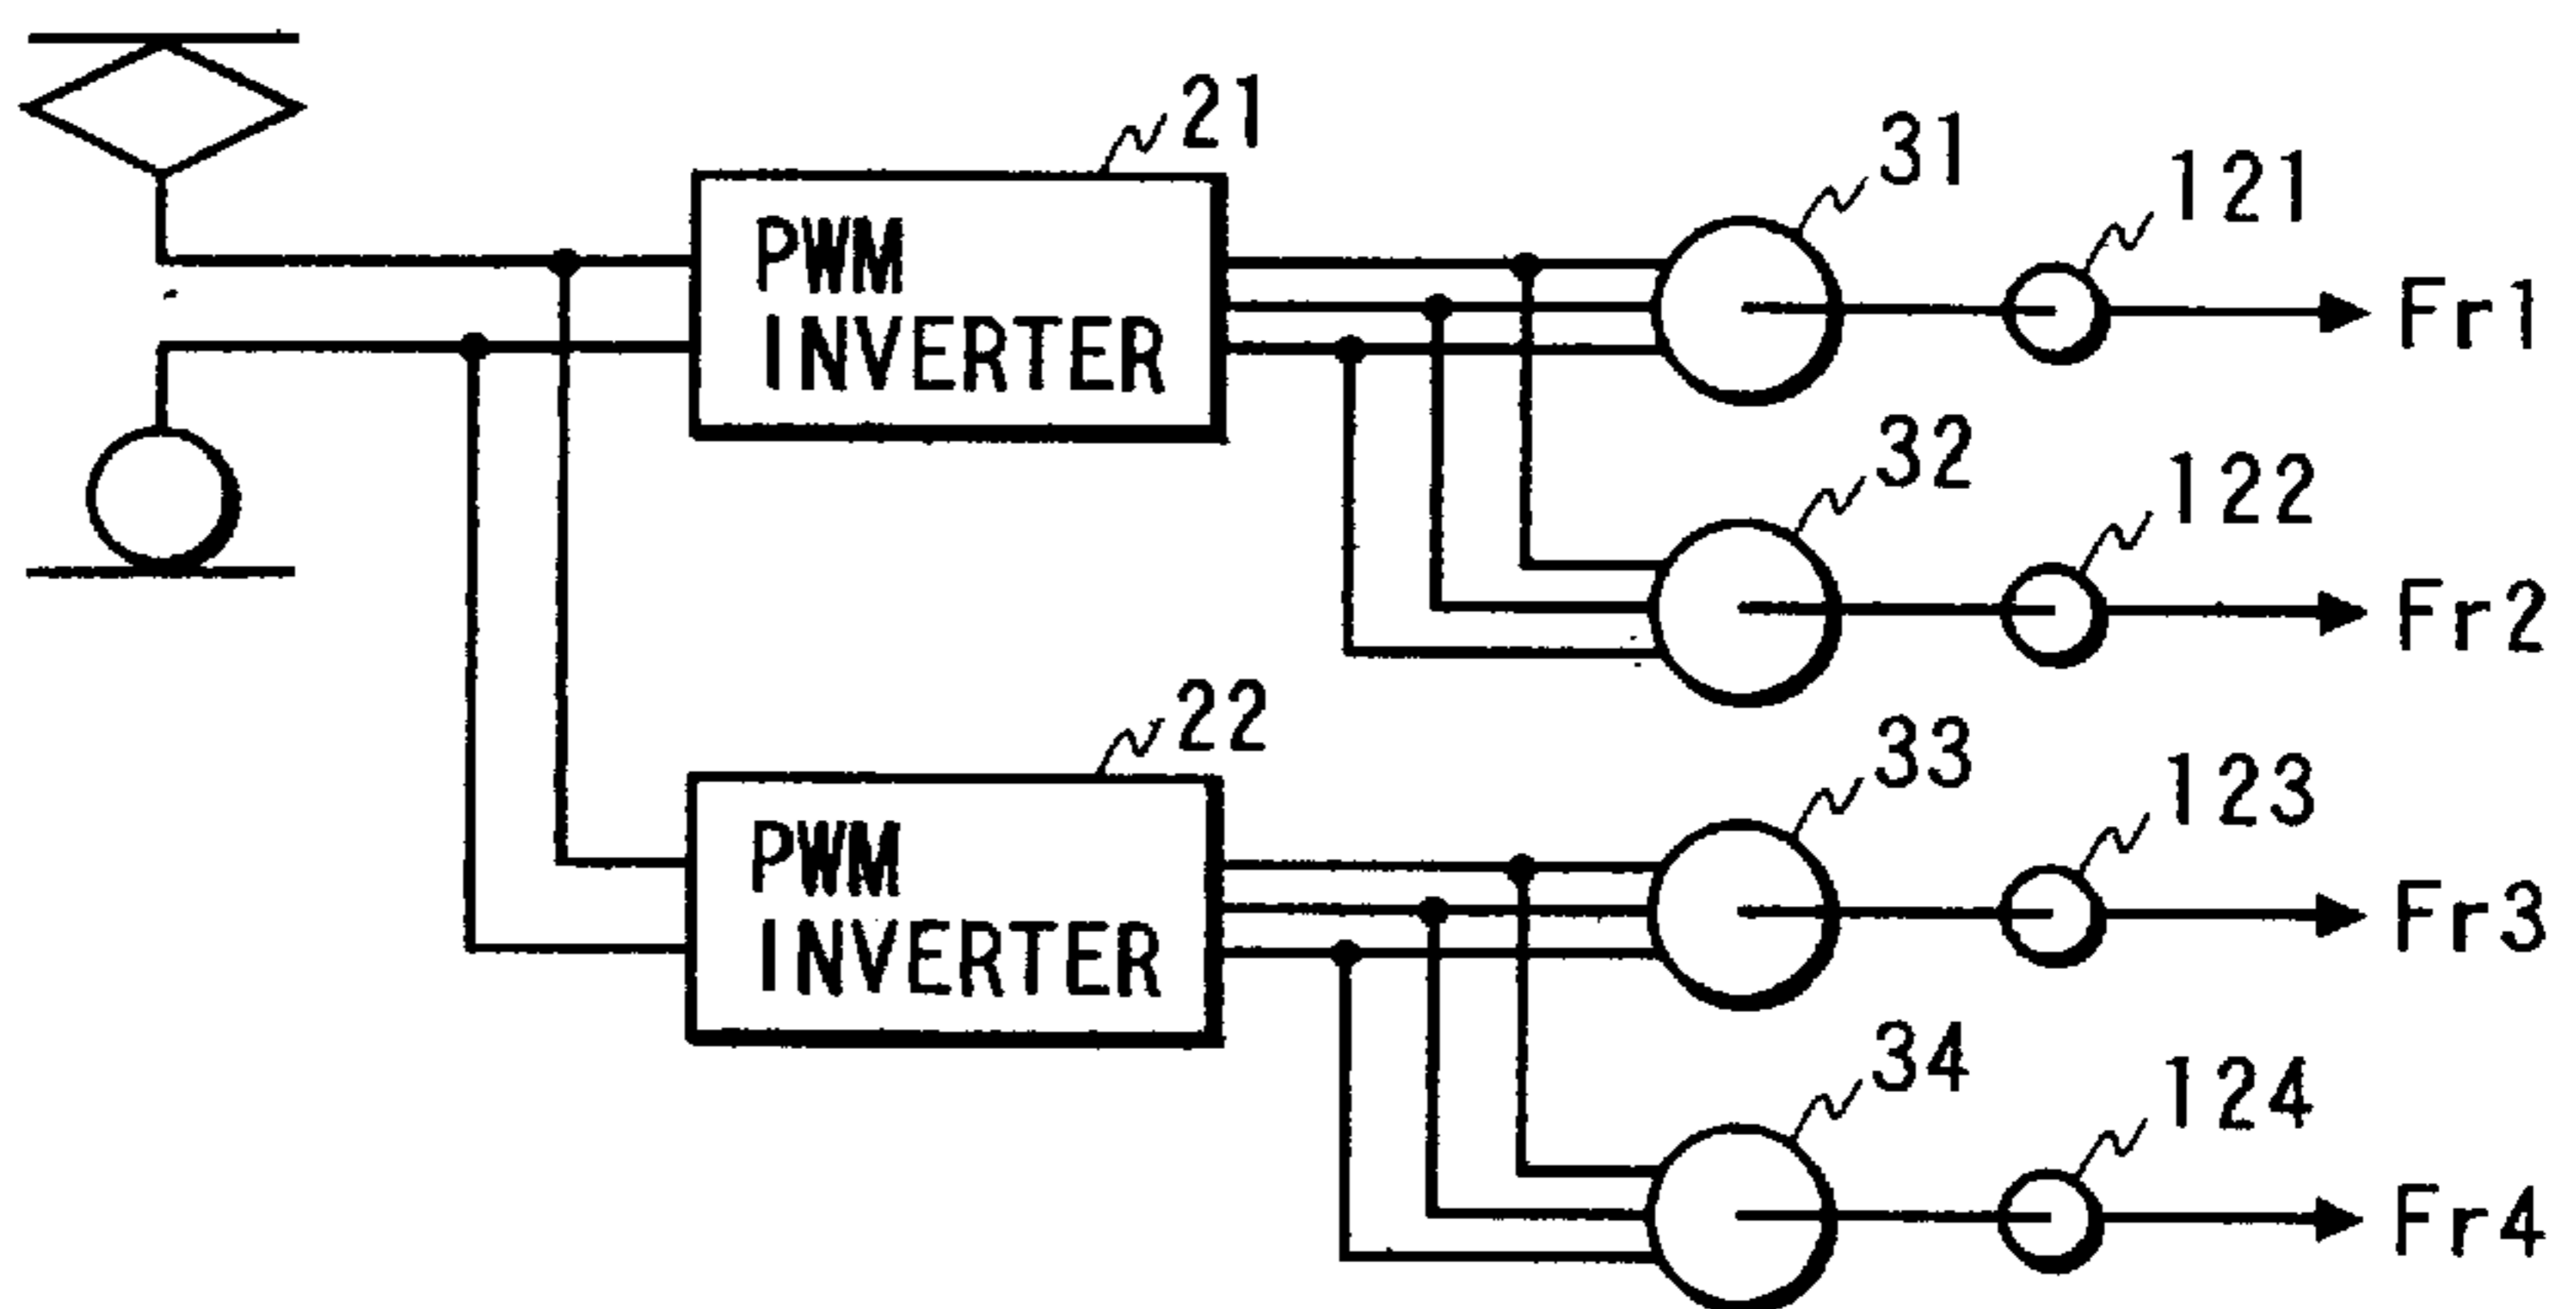 21
PWM
INVERTER
31
121
Fr1
32
122
Fr2
22
PWM
INVERTER
33
123
Fr3
34
124
Fr4